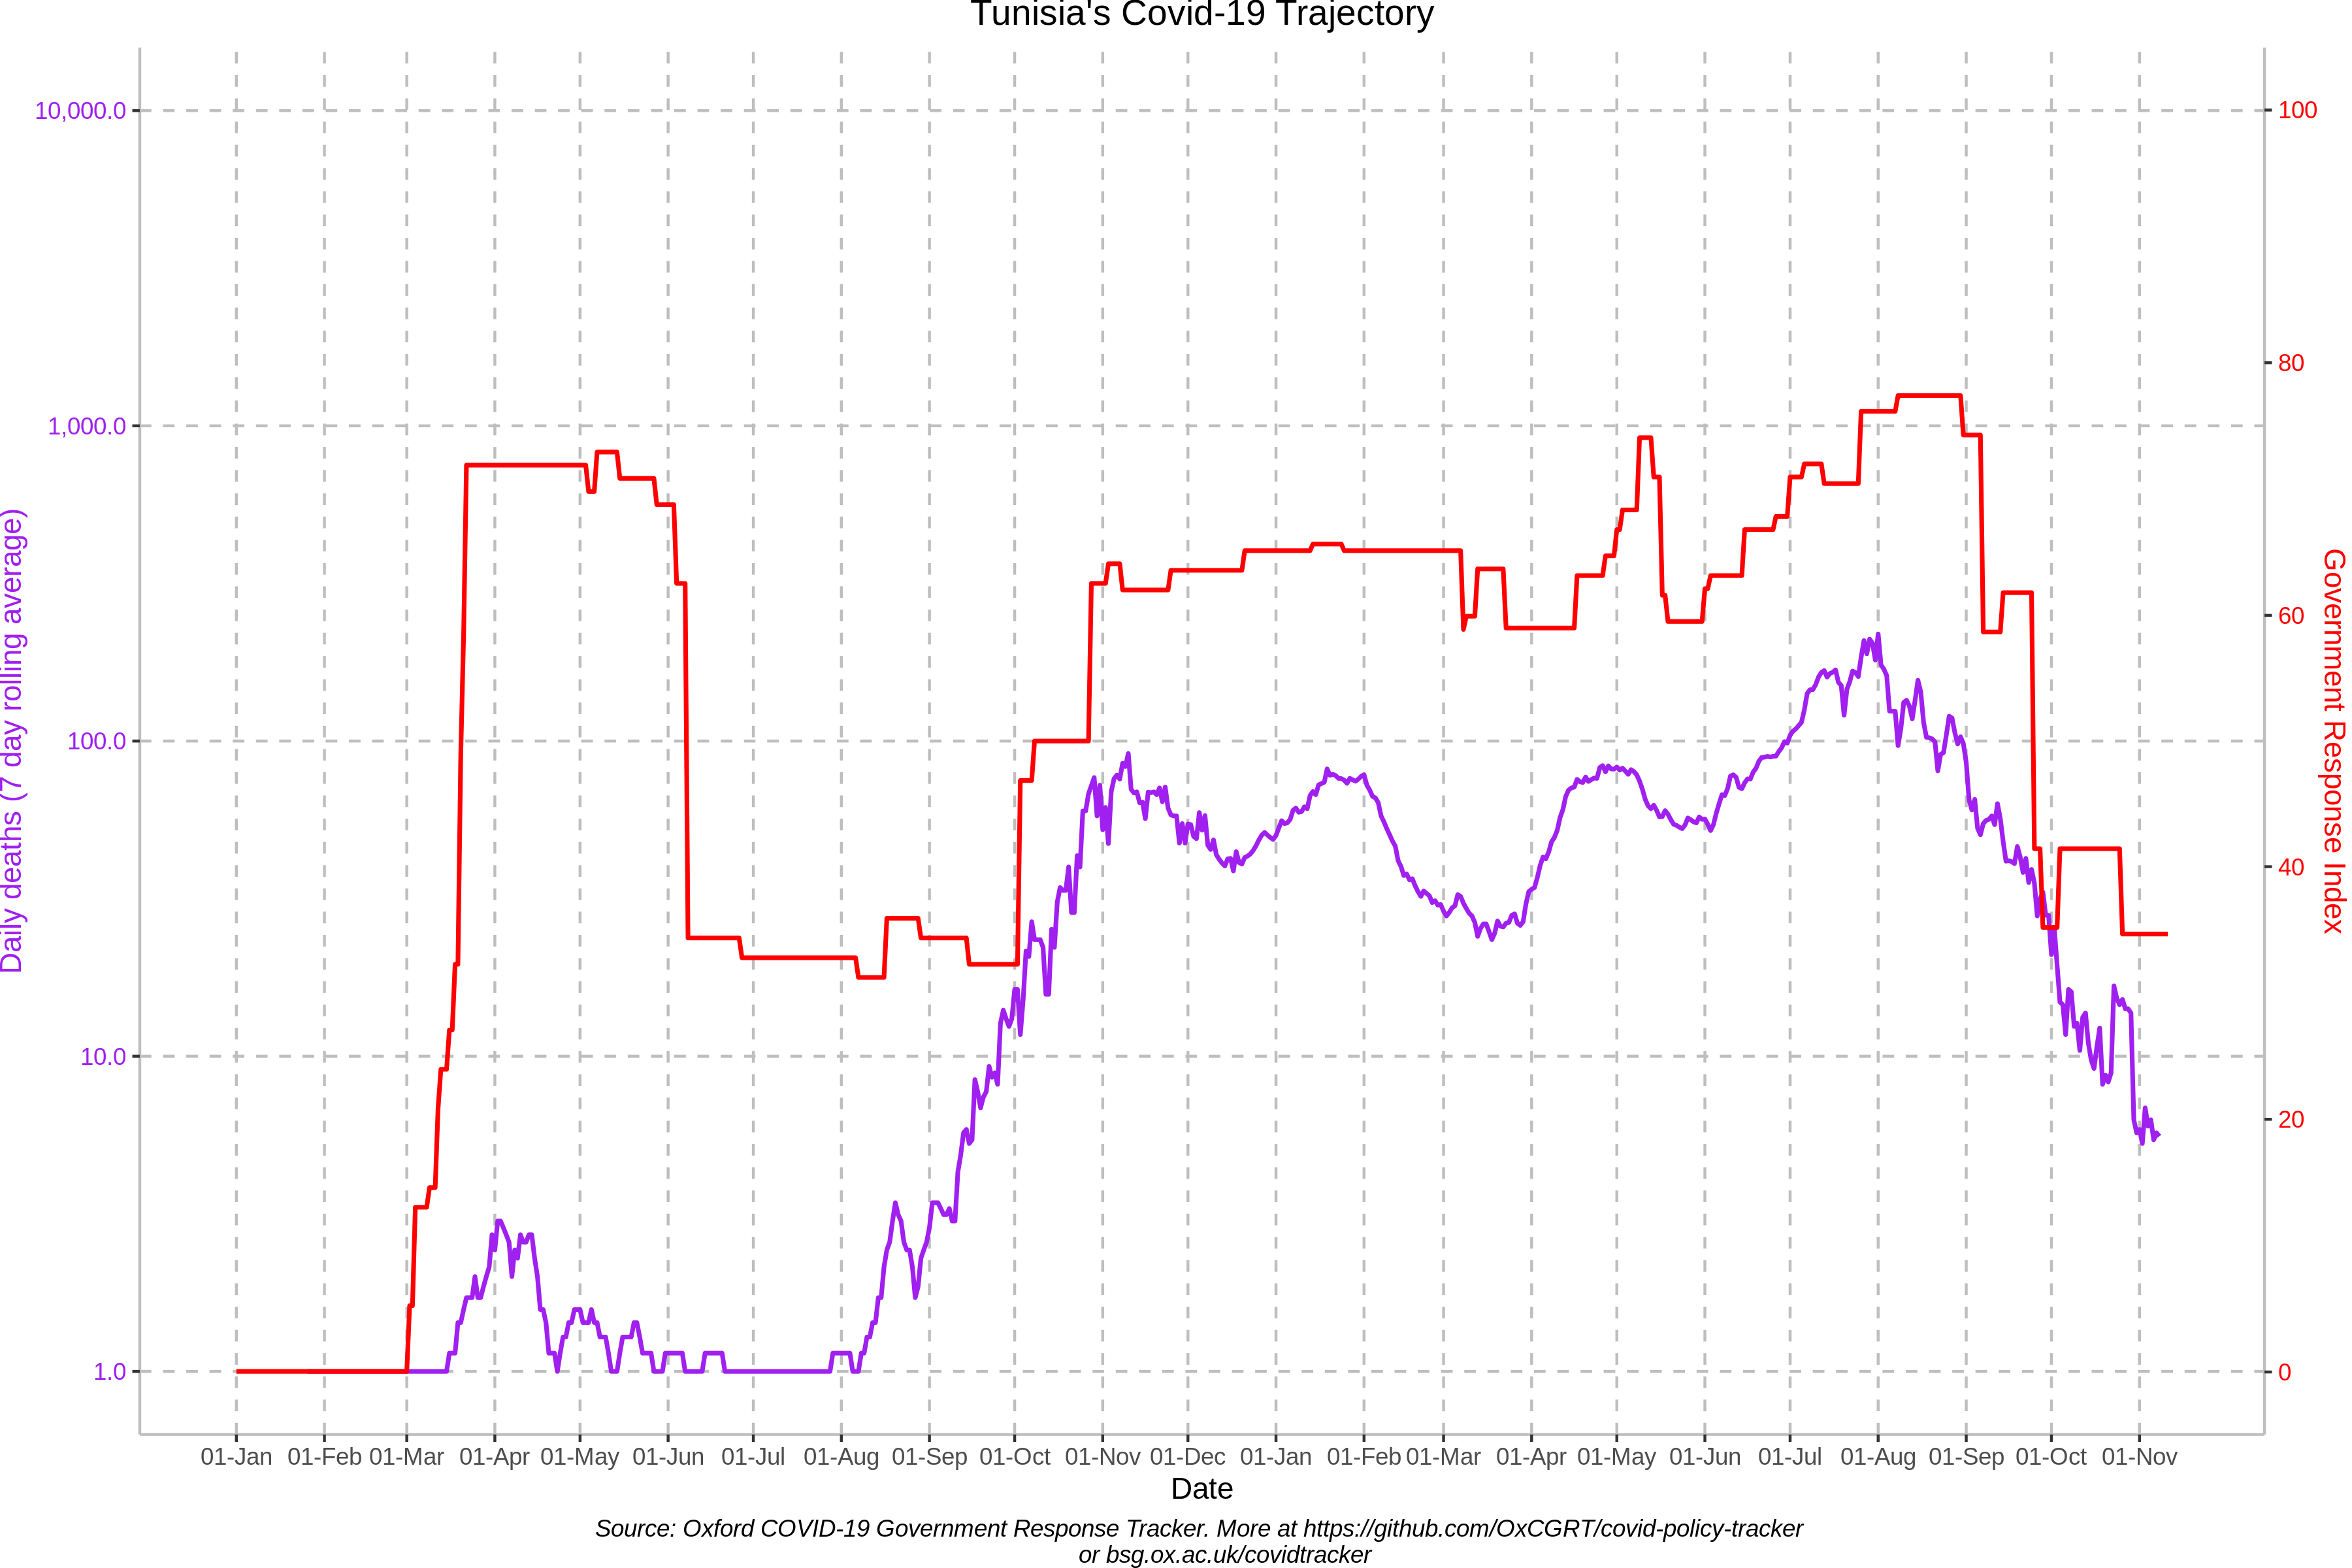 Tunisia's Covid-19 Trajectory
10,000.0
1,000.0
100.0
10.0
1.0
Daily deaths (7 day rolling average)
100
80
60
40
20
0
Government Response Index
01-Jan 01-Feb 01-Mar 01-Apr 01-May 01-Jun 01-Jul 01-Aug 01-Sep 01-Oct 01-Nov 01-Dec 01-Jan 01-Feb 01-Mar 01-Apr 01-May 01-Jun 01-Jul 01-Aug 01-Sep 01-Oct 01-Nov
Date
Source: Oxford COVID-19 Government Response Tracker. More at https://github.com/OxCGRT/covid-policy-tracker
or bsg.ox.ac.uk/covidtracker